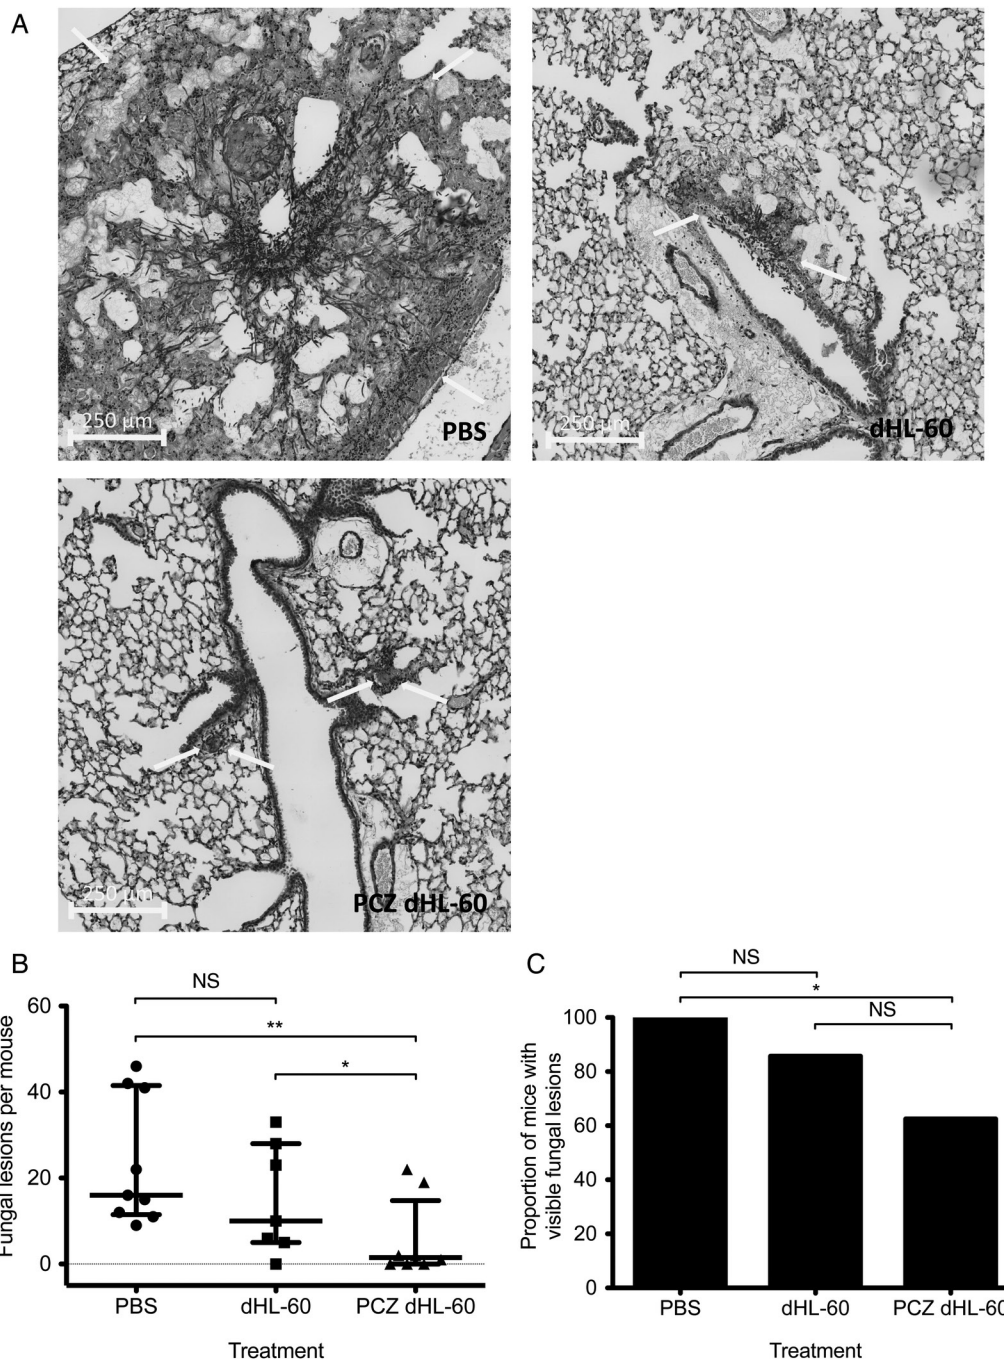 A
250 µm
PBS
250 µm
dHL-60
250 µm
PCZ dHL-60
B
NS
**
*
60
40
20
0
Fungal lesions per mouse
PBS
dHL-60
PCZ dHL-60
Treatment
C
NS
*
NS
100
80
60
40
20
0
Proportion of mice with
visible fungal lesions
PBS
dHL-60
PCZ dHL-60
Treatment